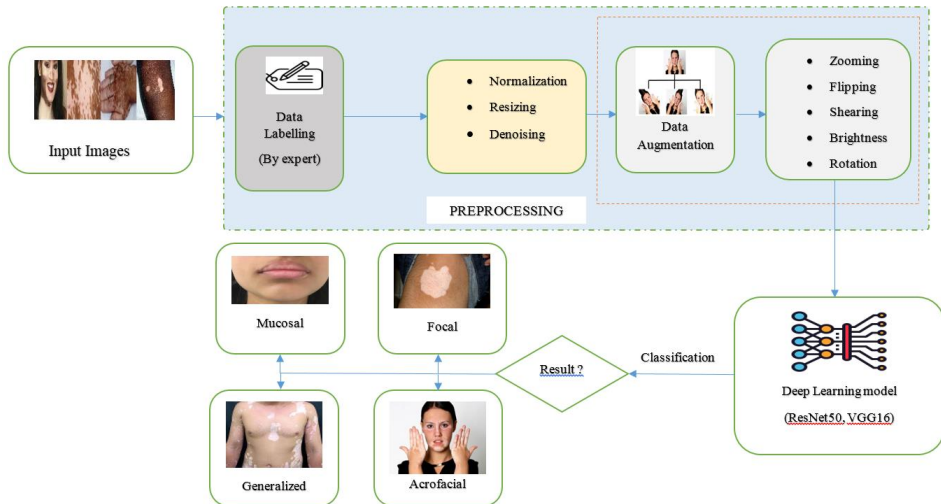 Input Images
Data
Labelling
(By expert)
• Normalization
• Resizing
• Denoising
Data
Augmentation
• Zooming
• Flipping
• Shearing
• Brightness
• Rotation
PREPROCESSING
Mucosal
Focal
Generalized
Acrofacial
Result ?
Classification
Deep Learning model
(ResNet50, VGG16)